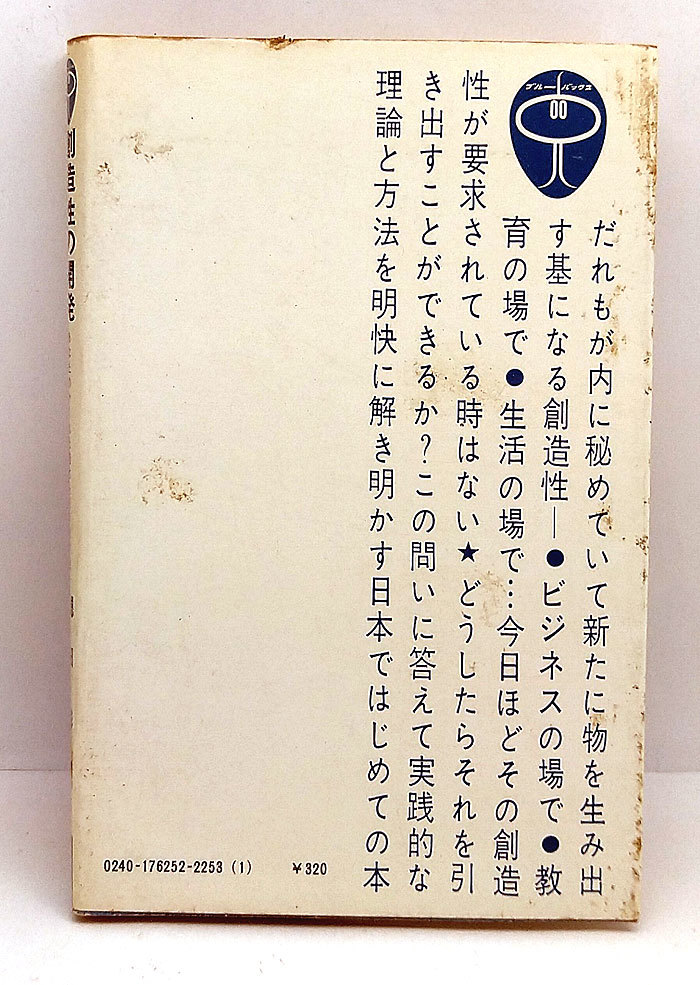 ブルーバックス
だれもが内に秘めていて新たに物を生み出
す基になる創造性―●ビジネスの場で●教
育の場で●生活の場で…今日ほどその創造
性が要求されている時はない★どうしたらそれを引
き出すことができるか？この問いに答えて実践的な
理論と方法を明快に解き明かす日本ではじめての本
0240-176252-2253 (1)
¥320
創造性の開発